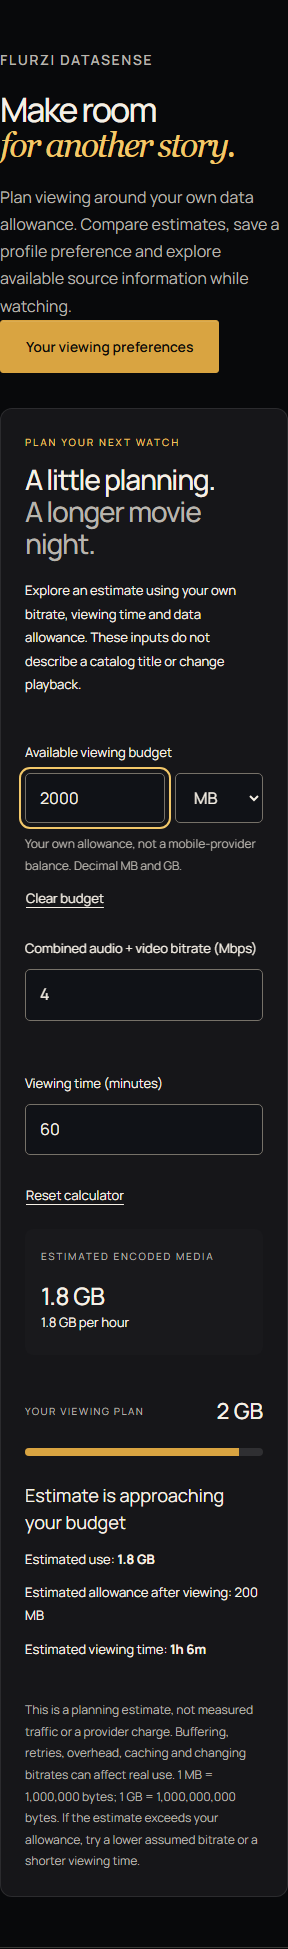 FLURZI DATASENSE
Make room
for another story.
Plan viewing around your own data
allowance. Compare estimates, save a
profile preference and explore
available source information while
watching.
Your viewing preferences
PLAN YOUR NEXT WATCH
A little planning.
A longer movie
night.
Explore an estimate using your own
bitrate, viewing time and data
allowance. These inputs do not
describe a catalog title or change
playback.
Available viewing budget
2000 MB
Your own allowance, not a mobile-provider
balance. Decimal MB and GB.
Clear budget
Combined audio + video bitrate (Mbps)
4
Viewing time (minutes)
60
Reset calculator
ESTIMATED ENCODED MEDIA
1.8 GB
1.8 GB per hour
YOUR VIEWING PLAN 2 GB
Estimate is approaching
your budget
Estimated use: 1.8 GB
Estimated allowance after viewing: 200
MB
Estimated viewing time: 1h 6m
This is a planning estimate, not measured
traffic or a provider charge. Buffering,
retries, overhead, caching and changing
bitrates can affect real use. 1 MB =
1,000,000 bytes; 1 GB = 1,000,000,000
bytes. If the estimate exceeds your
allowance, try a lower assumed bitrate or a
shorter viewing time.